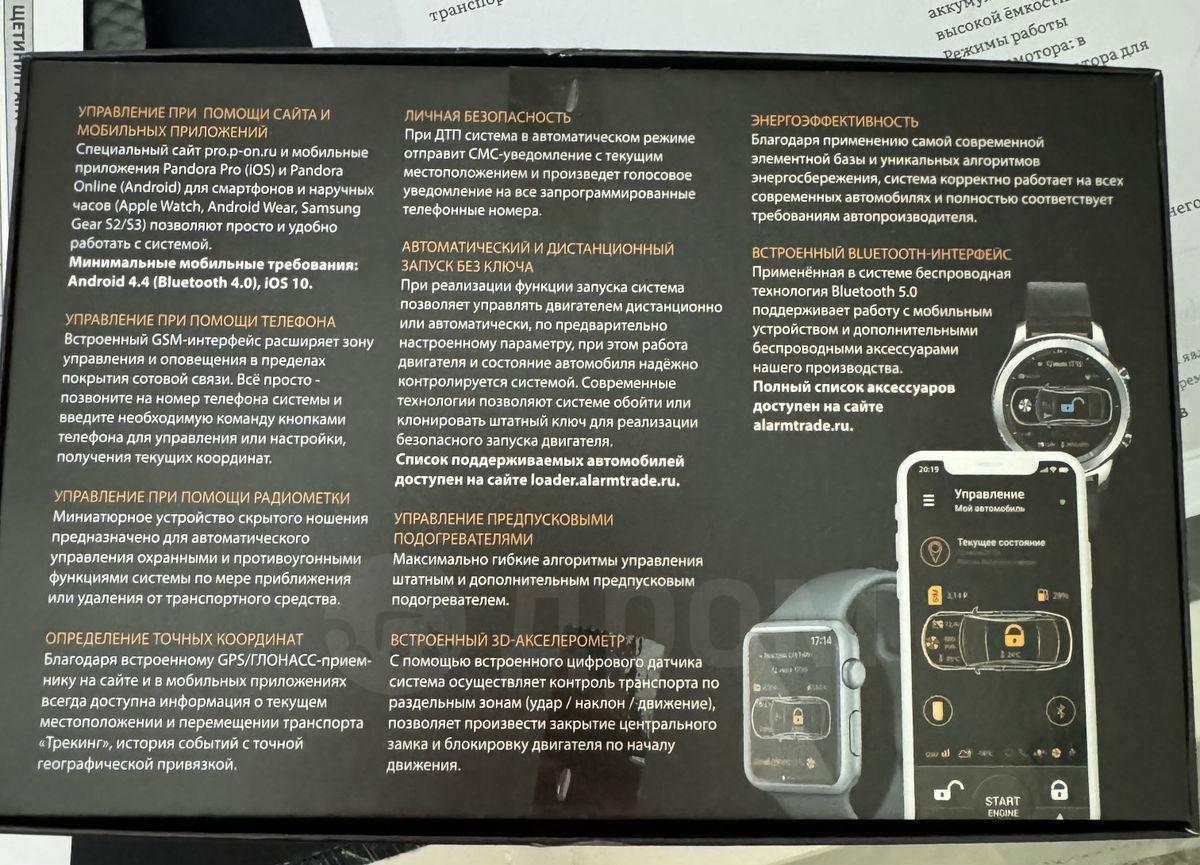 ЩЕТИНИН
транспор
аккуму
высокой ёмкост
Режимы работы
мотора: в
тора для
УПРАВЛЕНИЕ ПРИ ПОМОЩИ САЙТА И
МОБИЛЬНЫХ ПРИЛОЖЕНИЙ
Специальный сайт pro.p-on.ru и мобильные
приложения Pandora Pro (iOS) и Pandora
Online (Android) для смартфонов и наручных
часов (Apple Watch, Android Wear, Samsung
Gear S2/S3) позволяют просто и удобно
работать с системой.
Минимальные мобильные требования:
Android 4.4 (Bluetooth 4.0), iOS 10.
УПРАВЛЕНИЕ ПРИ ПОМОЩИ ТЕЛЕФОНА
Встроенный GSM-интерфейс расширяет зону
управления и оповещения в пределах
покрытия сотовой связи. Всё просто -
позвоните на номер телефона системы и
введите необходимую команду кнопками
телефона для управления или настройки,
получения текущих координат.
УПРАВЛЕНИЕ ПРИ ПОМОЩИ РАДИОМЕТКИ
Миниатюрное устройство скрытого ношения
предназначено для автоматического
управления охранными и противоугонными
функциями системы по мере приближения
или удаления от транспортного средства.
ОПРЕДЕЛЕНИЕ ТОЧНЫХ КООРДИНАТ
Благодаря встроенному GPS/ГЛОНАСС-прием-
нику на сайте и в мобильных приложениях
всегда доступна информация о текущем
местоположении и перемещении транспорта
«Трекинг», история событий с точной
географической привязкой.
ЛИЧНАЯ БЕЗОПАСНОСТЬ
При ДТП система в автоматическом режиме
отправит СМС-уведомление с текущим
местоположением и произведет голосовое
уведомление на все запрограммированные
телефонные номера.
АВТОМАТИЧЕСКИЙ И ДИСТАНЦИОННЫЙ
ЗАПУСК БЕЗ КЛЮЧА
При реализации функции запуска система
позволяет управлять двигателем дистанционно
или автоматически, по предварительно
настроенному параметру, при этом работа
двигателя и состояние автомобиля надёжно
контролируется системой. Современные
технологии позволяют системе обойти или
клонировать штатный ключ для реализации
безопасного запуска двигателя.
Список поддерживаемых автомобилей
доступен на сайте loader.alarmtrade.ru.
УПРАВЛЕНИЕ ПРЕДПУСКОВЫМИ
ПОДОГРЕВАТЕЛЯМИ
Максимально гибкие алгоритмы управления
штатным и дополнительным предпусковым
подогревателем.
ВСТРОЕННЫЙ 3D-АКСЕЛЕРОМЕТР
С помощью встроенного цифрового датчика
система осуществляет контроль транспорта по
раздельным зонам (удар / наклон / движение),
позволяет произвести закрытие центрального
замка и блокировку двигателя по началу
движения.
ЭНЕРГОЭФФЕКТИВНОСТЬ
Благодаря применению самой современной
элементной базы и уникальных алгоритмов
энергосбережения, система корректно работает на всех
современных автомобилях и полностью соответствует
требованиям автопроизводителя.
ВСТРОЕННЫЙ BLUETOOTH-ИНТЕРФЕЙС
Применённая в системе беспроводная
технология Bluetooth 5.0
поддерживает работу с мобильным
устройством и дополнительными
беспроводными аксессуарами
нашего производства.
Полный список аксессуаров
доступен на сайте
alarmtrade.ru.
20:19
Управление
Мой автомобиль
Текущее состояние
SIM
3,14 ₽
29%
START
ENGINE
17:14
ДРОМ
него